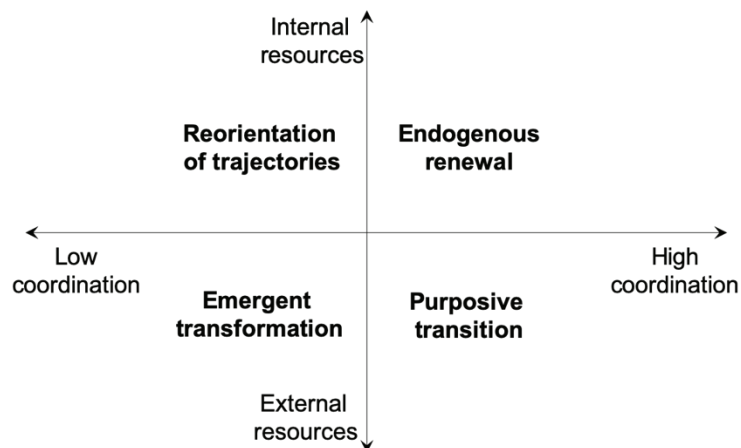 Internal
resources
Reorientation
of trajectories
Endogenous
renewal
Low
coordination
High
coordination
Emergent
transformation
Purposive
transition
External
resources